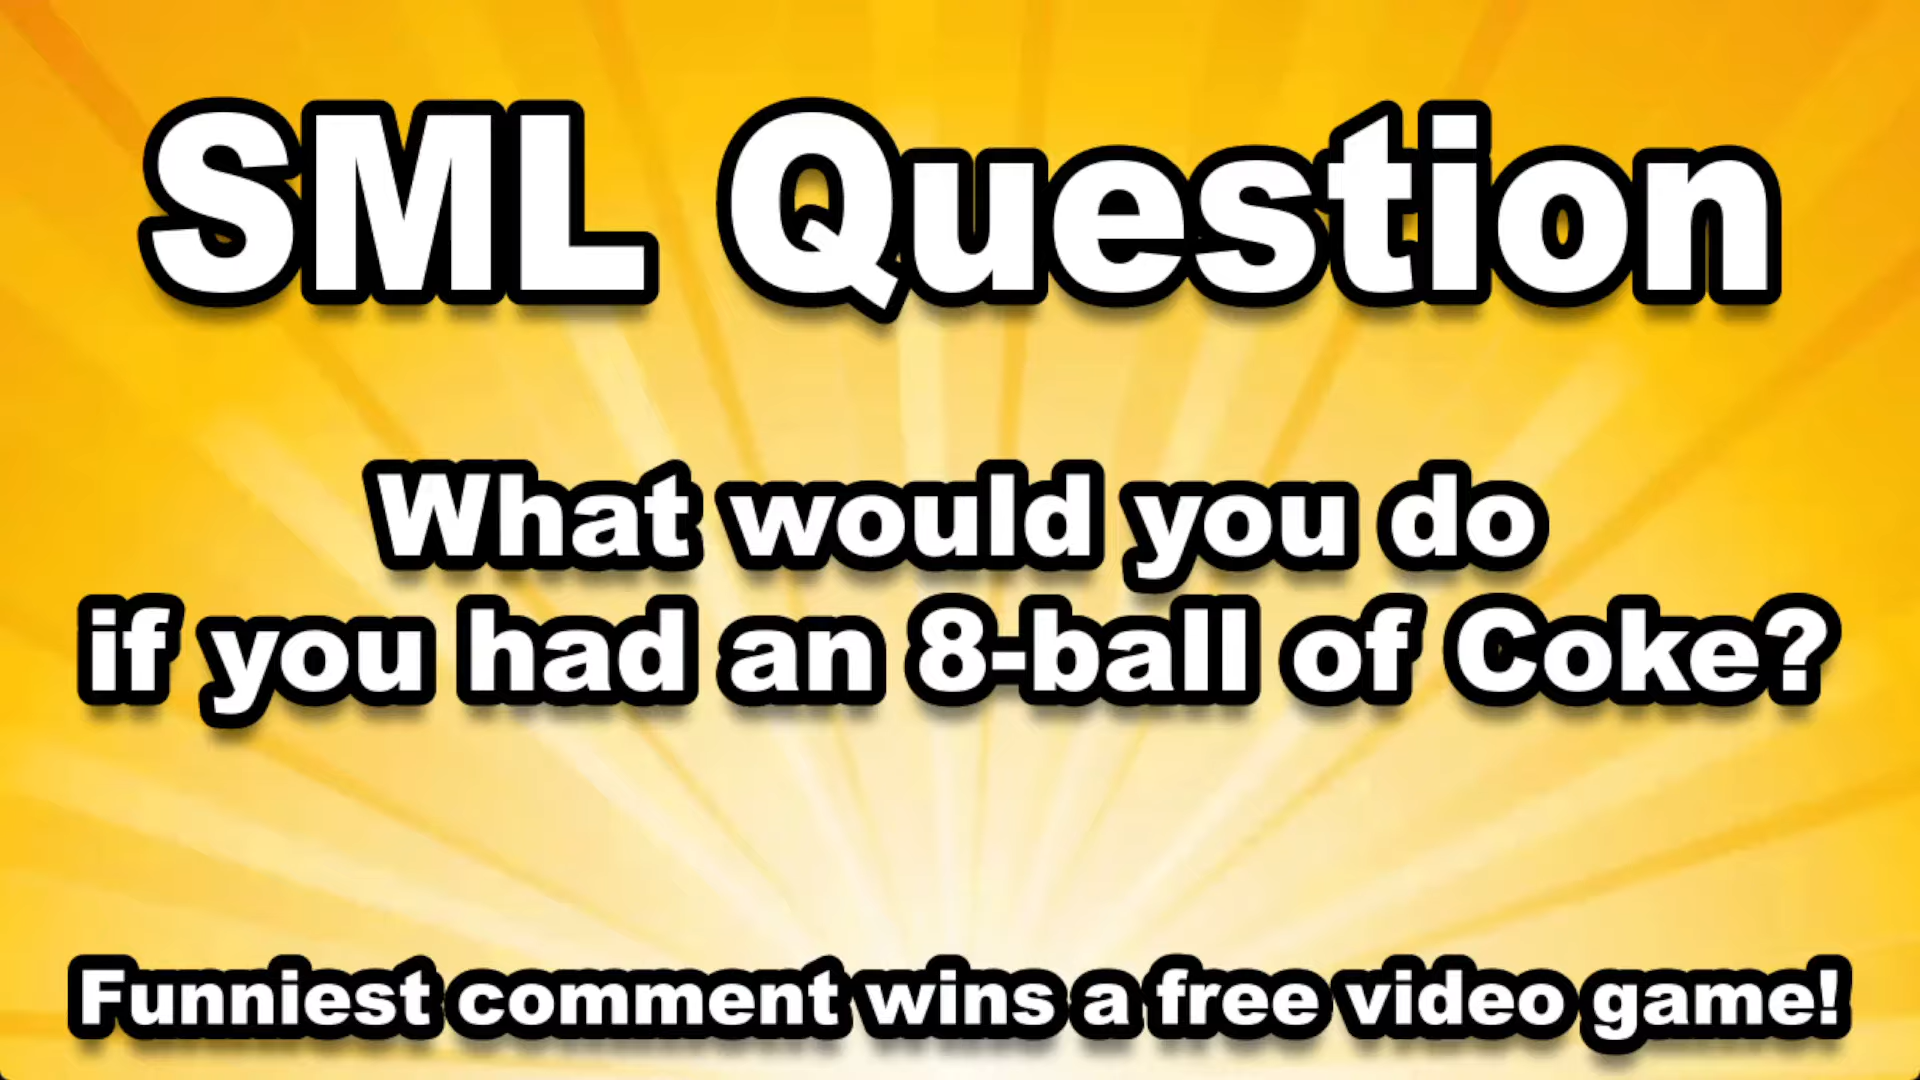 SML Question
What would you do
if you had an 8-ball of Coke?
Funniest comment wins a free video game!